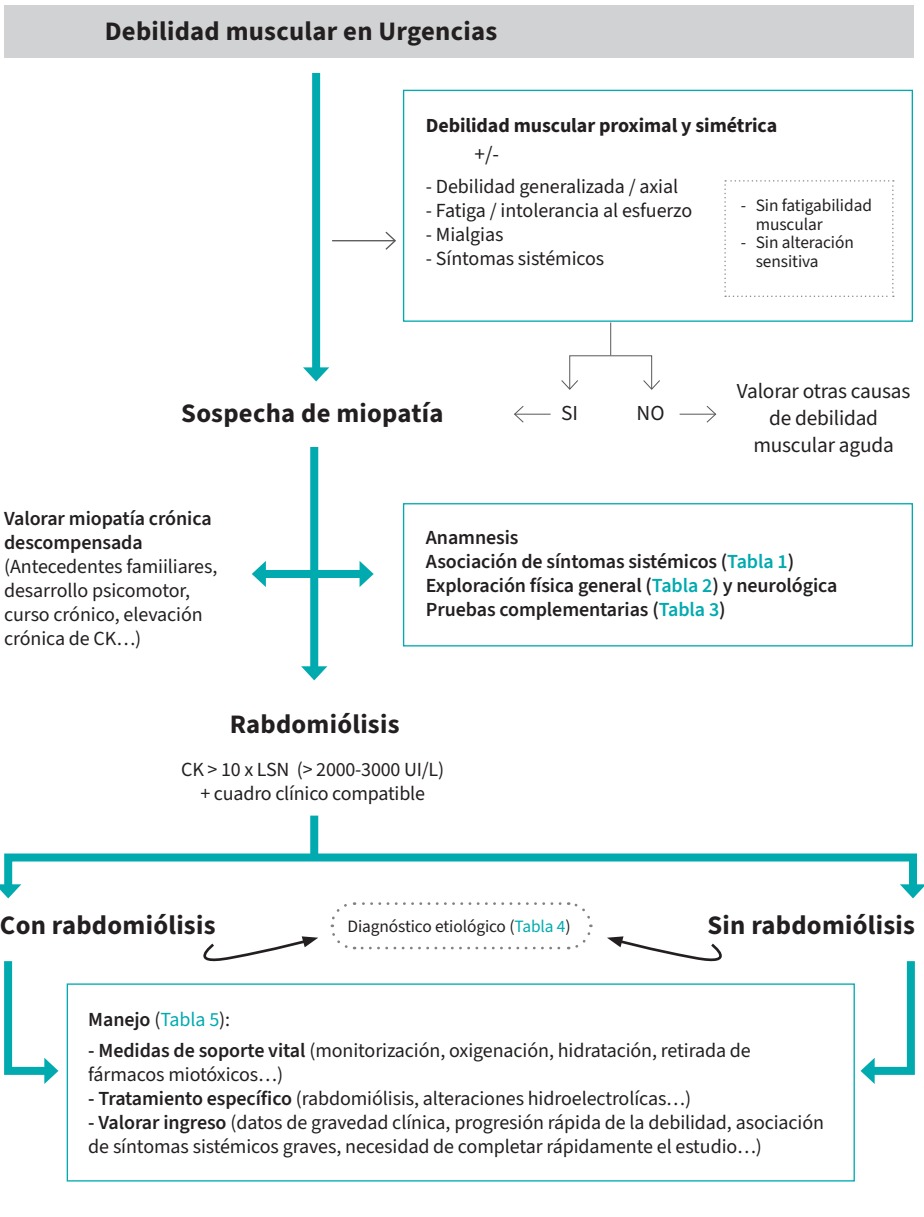 Debilidad muscular en Urgencias
Debilidad muscular proximal y simétrica
+/-
- Debilidad generalizada / axial
- Fatiga / intolerancia al esfuerzo
- Mialgias
- Síntomas sistémicos
- Sin fatigabilidad
muscular
- Sin alteración
sensitiva
Sospecha de miopatía
SI
NO
Valorar otras causas
de debilidad
muscular aguda
Valorar miopatía crónica
descompensada
(Antecedentes famiiliares,
desarrollo psicomotor,
curso crónico, elevación
crónica de CK…)
Anamnesis
Asociación de síntomas sistémicos (Tabla 1)
Exploración física general (Tabla 2) y neurológica
Pruebas complementarias (Tabla 3)
Rabdomiólisis
CK > 10 x LSN (> 2000-3000 UI/L)
+ cuadro clínico compatible
Con rabdomiólisis
Diagnóstico etiológico (Tabla 4)
Sin rabdomiólisis
Manejo (Tabla 5):
- Medidas de soporte vital (monitorización, oxigenación, hidratación, retirada de
fármacos miotóxicos…)
- Tratamiento específico (rabdomiólisis, alteraciones hidroelectrolícas…)
- Valorar ingreso (datos de gravedad clínica, progresión rápida de la debilidad, asociación
de síntomas sistémicos graves, necesidad de completar rápidamente el estudio…)